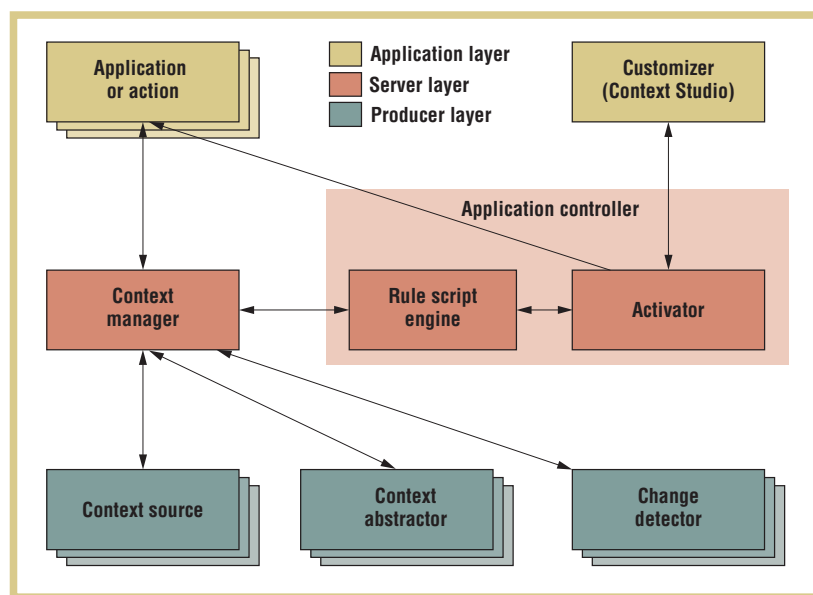 Application
or action
Application layer
Server layer
Producer layer
Customizer
(Context Studio)
Application controller
Context
manager
Rule script
engine
Activator
Context source
Context
abstractor
Change
detector